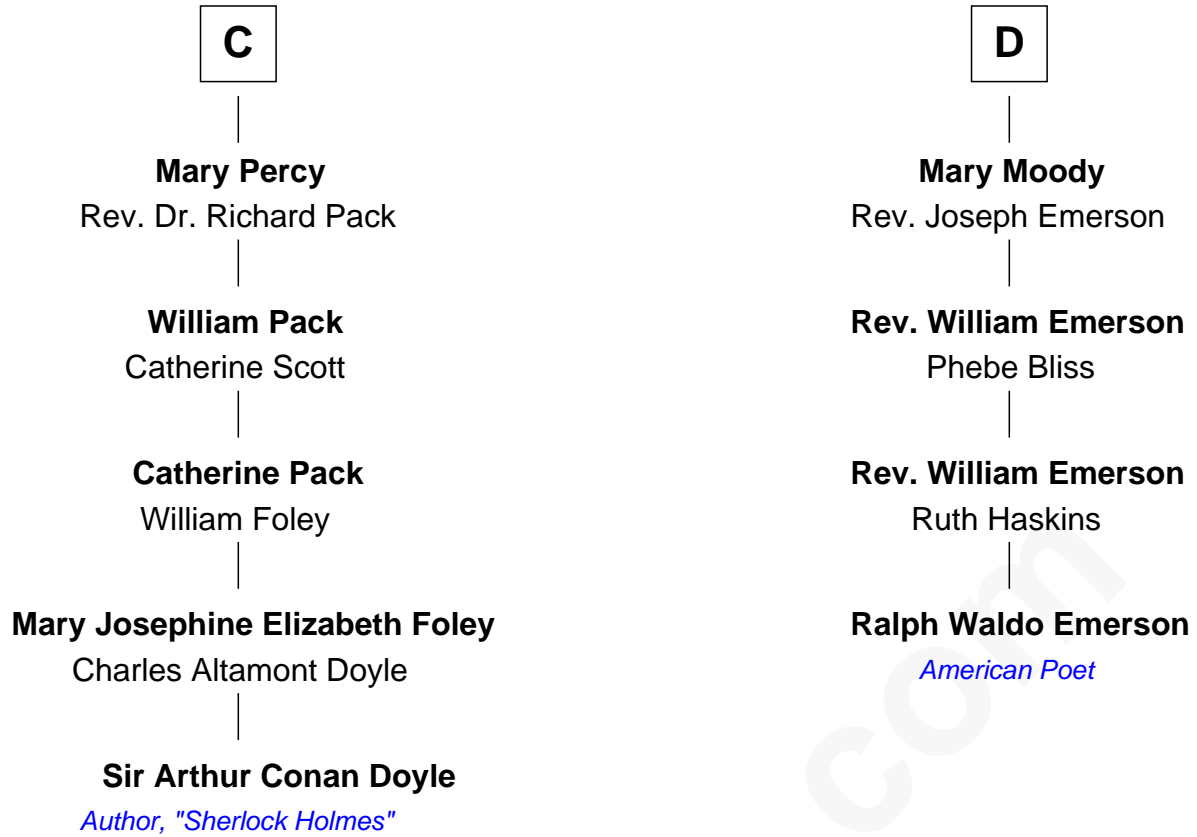 C
Mary Percy
Rev. Dr. Richard Pack
William Pack
Catherine Scott
Catherine Pack
William Foley
Mary Josephine Elizabeth Foley
Charles Altamont Doyle
Sir Arthur Conan Doyle
Author, "Sherlock Holmes"
D
Mary Moody
Rev. Joseph Emerson
Rev. William Emerson
Phebe Bliss
Rev. William Emerson
Ruth Haskins
Ralph Waldo Emerson
American Poet
com